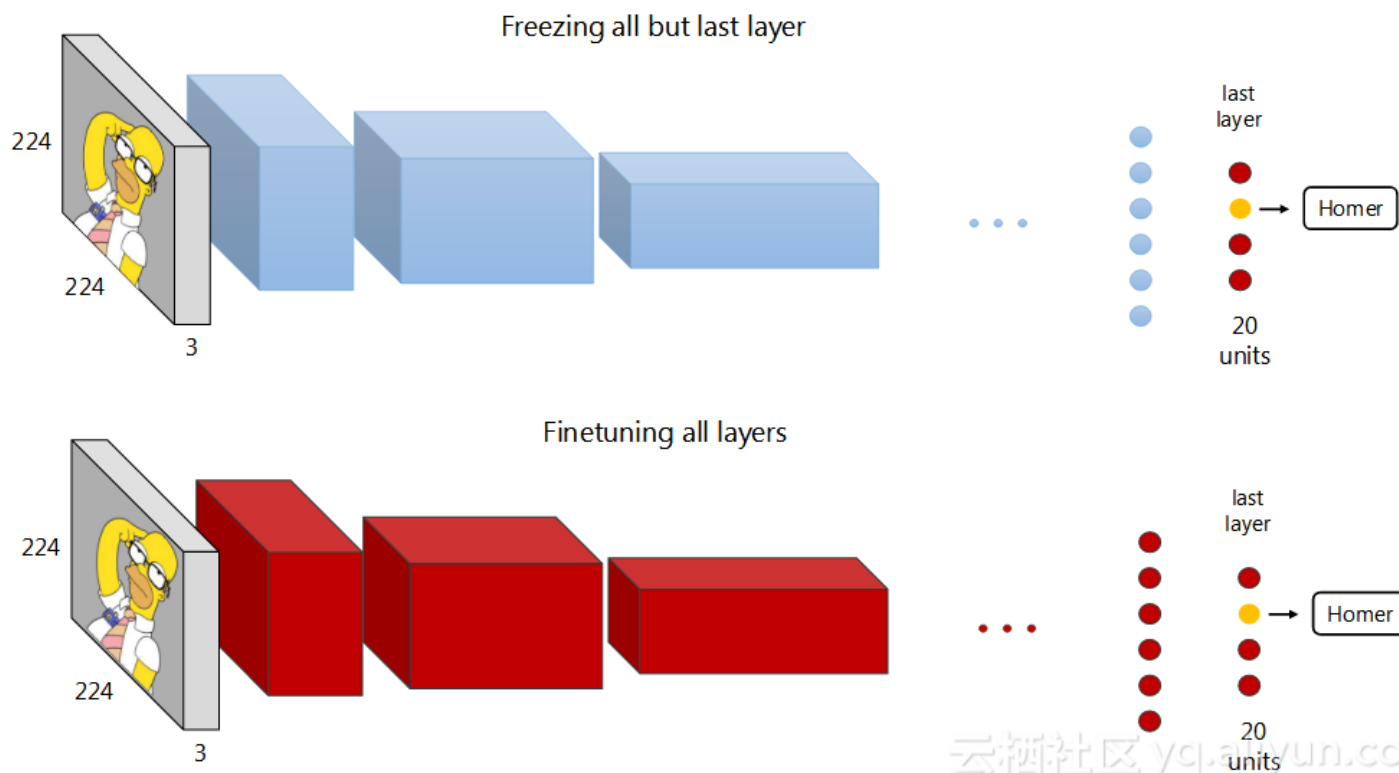 Freezing all but last layer
last
layer
224
Homer
224
20
units
3
Finetuning all layers
last
layer
224
Homer
224
20
units
3
云栖社区 yq.aliyun.co